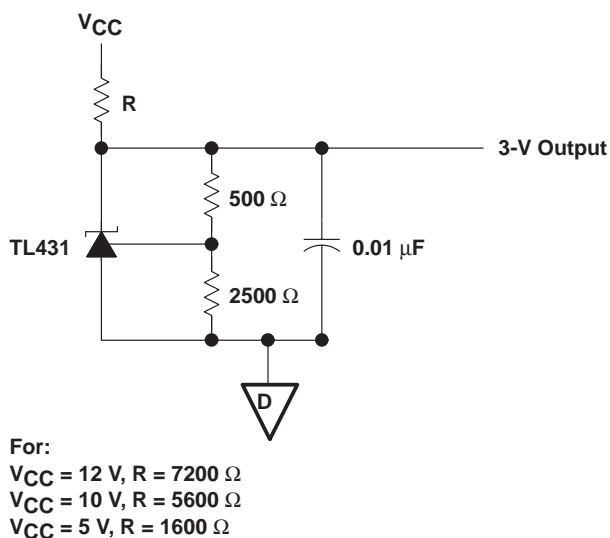 VCC
R
3-V Output
500 Ω
TL431
0.01 μF
2500 Ω
D
For:
VCC = 12 V, R = 7200 Ω
VCC = 10 V, R = 5600 Ω
VCC = 5 V, R = 1600 Ω